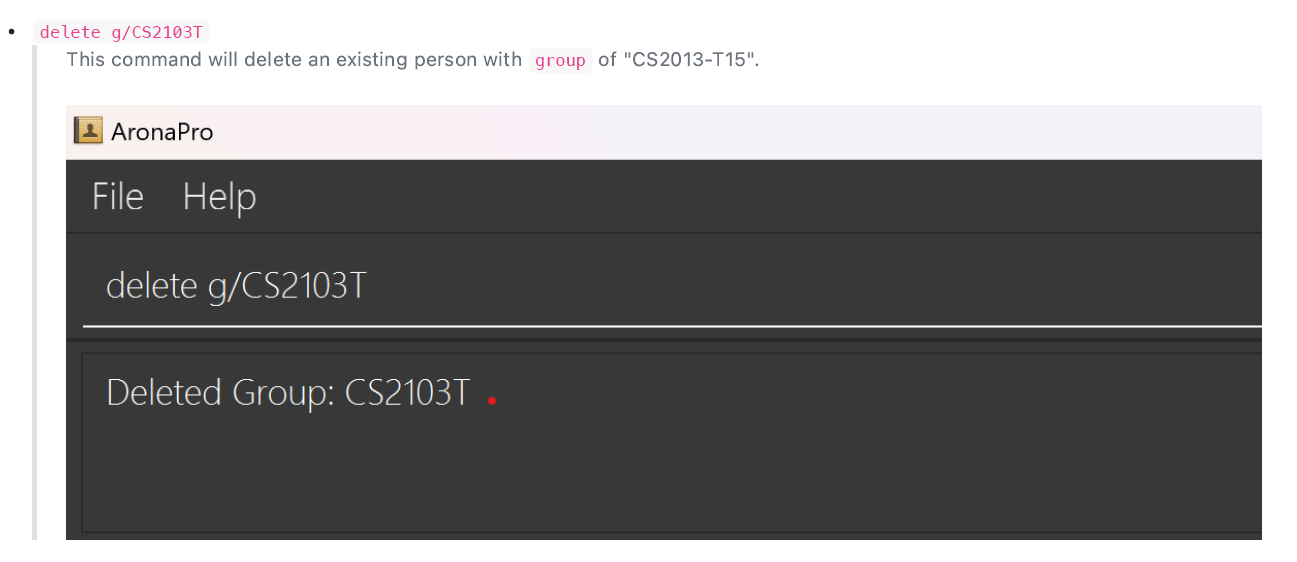 delete g/CS2103T
This command will delete an existing person with group of "CS2013-T15".
AronaPro
File Help
delete g/CS2103T
Deleted Group: CS2103T